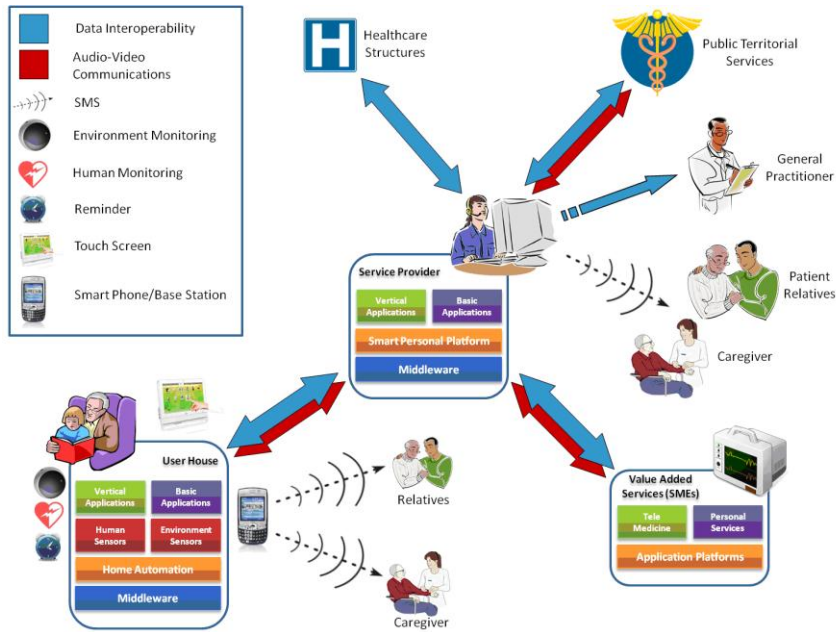 Data Interoperability
Audio-Video
Communications
SMS
Environment Monitoring
Human Monitoring
Reminder
Touch Screen
Smart Phone/Base Station
H
Healthcare
Structures
Public Territorial
Services
General
Practitioner
Patient
Relatives
Caregiver
Service Provider
Vertical
Applications
Basic
Applications
Smart Personal Platform
Middleware
User House
Vertical
Applications
Basic
Applications
Human
Sensors
Environment
Sensors
Home Automation
Middleware
Relatives
Caregiver
Value Added
Services (SMEs)
Tele
Medicine
Personal
Services
Application Platforms